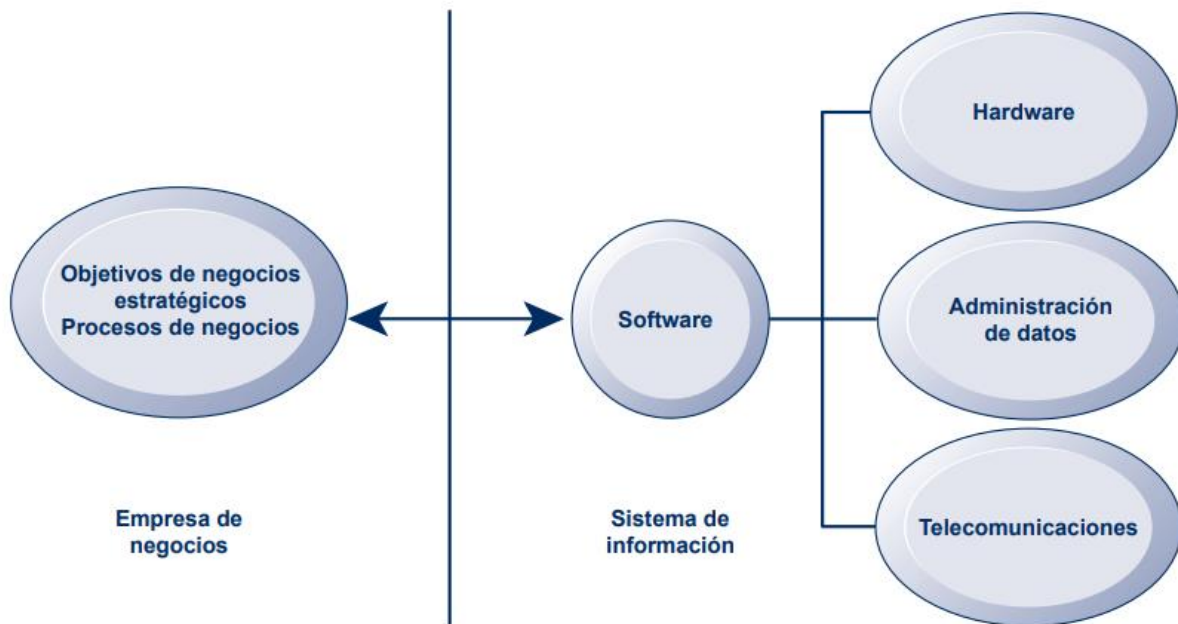 Objetivos de negocios
estratégicos
Procesos de negocios
Empresa de
negocios
Software
Sistema de
información
Hardware
Administración
de datos
Telecomunicaciones